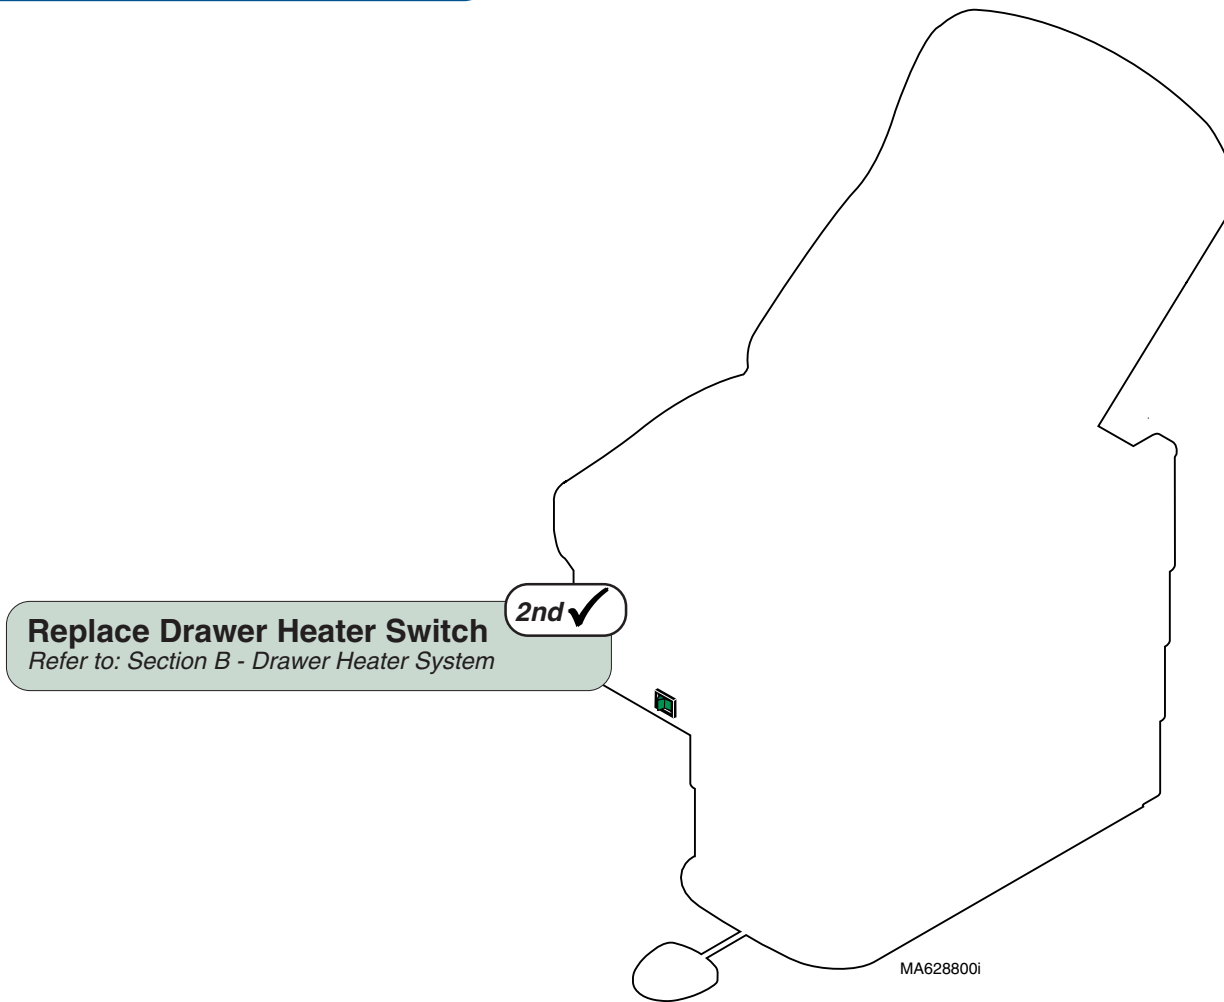 2nd ✓
Replace Drawer Heater Switch
Refer to: Section B - Drawer Heater System
MA628800i